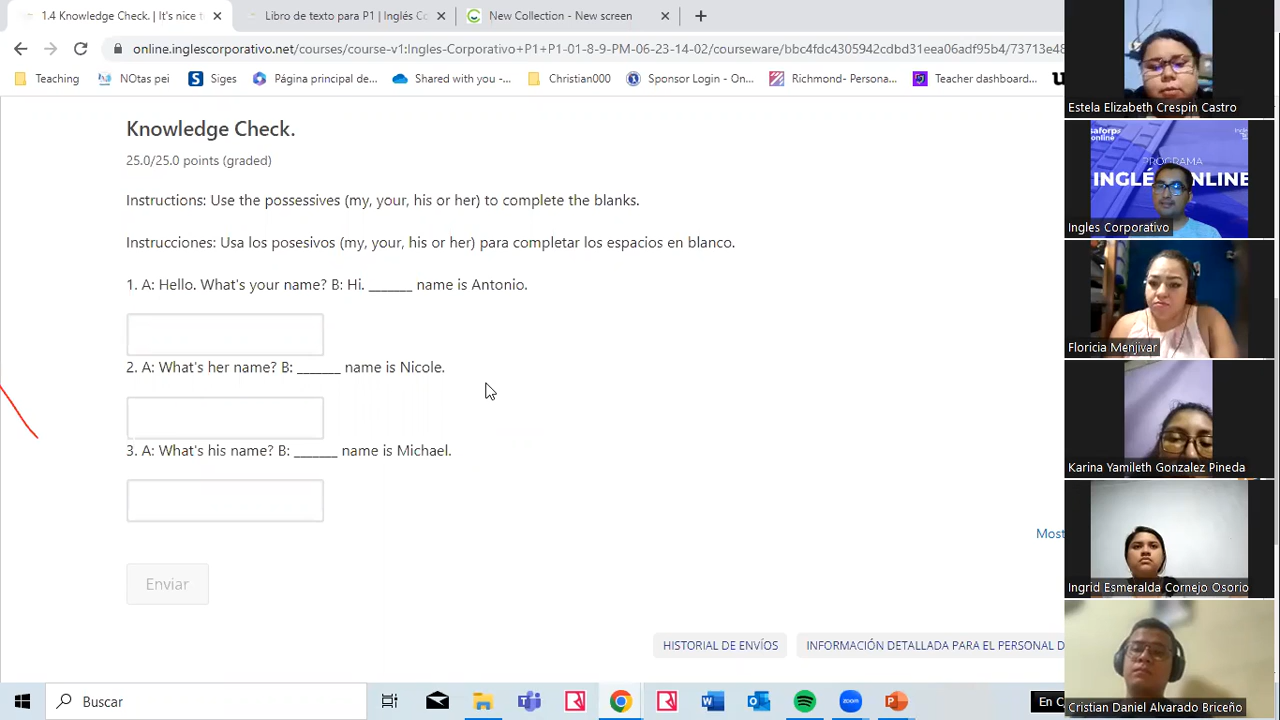 1.4 Knowledge Check. | It's nice t
Libro de texto para P1 | Inglés Co
New Collection - New screen
online.inglescorporativo.net/courses/course-v1:Ingles-Corporativo+P1+P1-01-8-9-PM-06-23-14-02/courseware/bbc4fdc4305942cdbd31eea06adf95b4/73713e48
Teaching
NOtas pei
Siges
Página principal de...
Shared with you -...
Christian000
Sponsor Login - On...
Richmond- Persona...
Teacher dashboard...
Knowledge Check.
25.0/25.0 points (graded)
Instructions: Use the possessives (my, your, his or her) to complete the blanks.
Instrucciones: Usa los posesivos (my, your, his or her) para completar los espacios en blanco.
1. A: Hello. What's your name? B: Hi. _______ name is Antonio.
2. A: What's her name? B: _______ name is Nicole.
3. A: What's his name? B: _______ name is Michael.
Most
Enviar
HISTORIAL DE ENVÍOS
INFORMACIÓN DETALLADA PARA EL PERSONAL D
Buscar
Estela Elizabeth Crespin Castro
PROGRAMA
INGLÉ NLINE
Ingles Corporativo
Floricia Menjivar
Karina Yamileth Gonzalez Pineda
Ingrid Esmeralda Cornejo Osorio
Cristian Daniel Alvarado Briceño